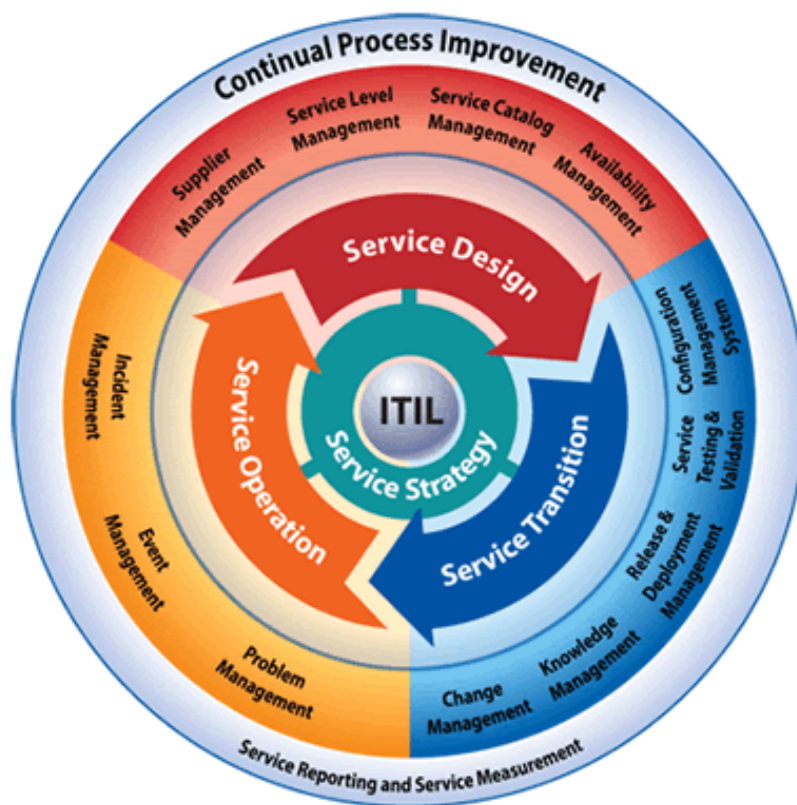 Continual Process Improvement
Supplier
Management
Service Level
Management
Service Catalog
Management
Availability
Management
Configuration
Management
System
Service
Testing &
Validation
Release &
Deployment
Management
Knowledge
Management
Change
Management
Problem
Management
Event
Management
Incident
Management
Service Design
Service Transition
Service Operation
Service Strategy
ITIL
Service Reporting and Service Measurement